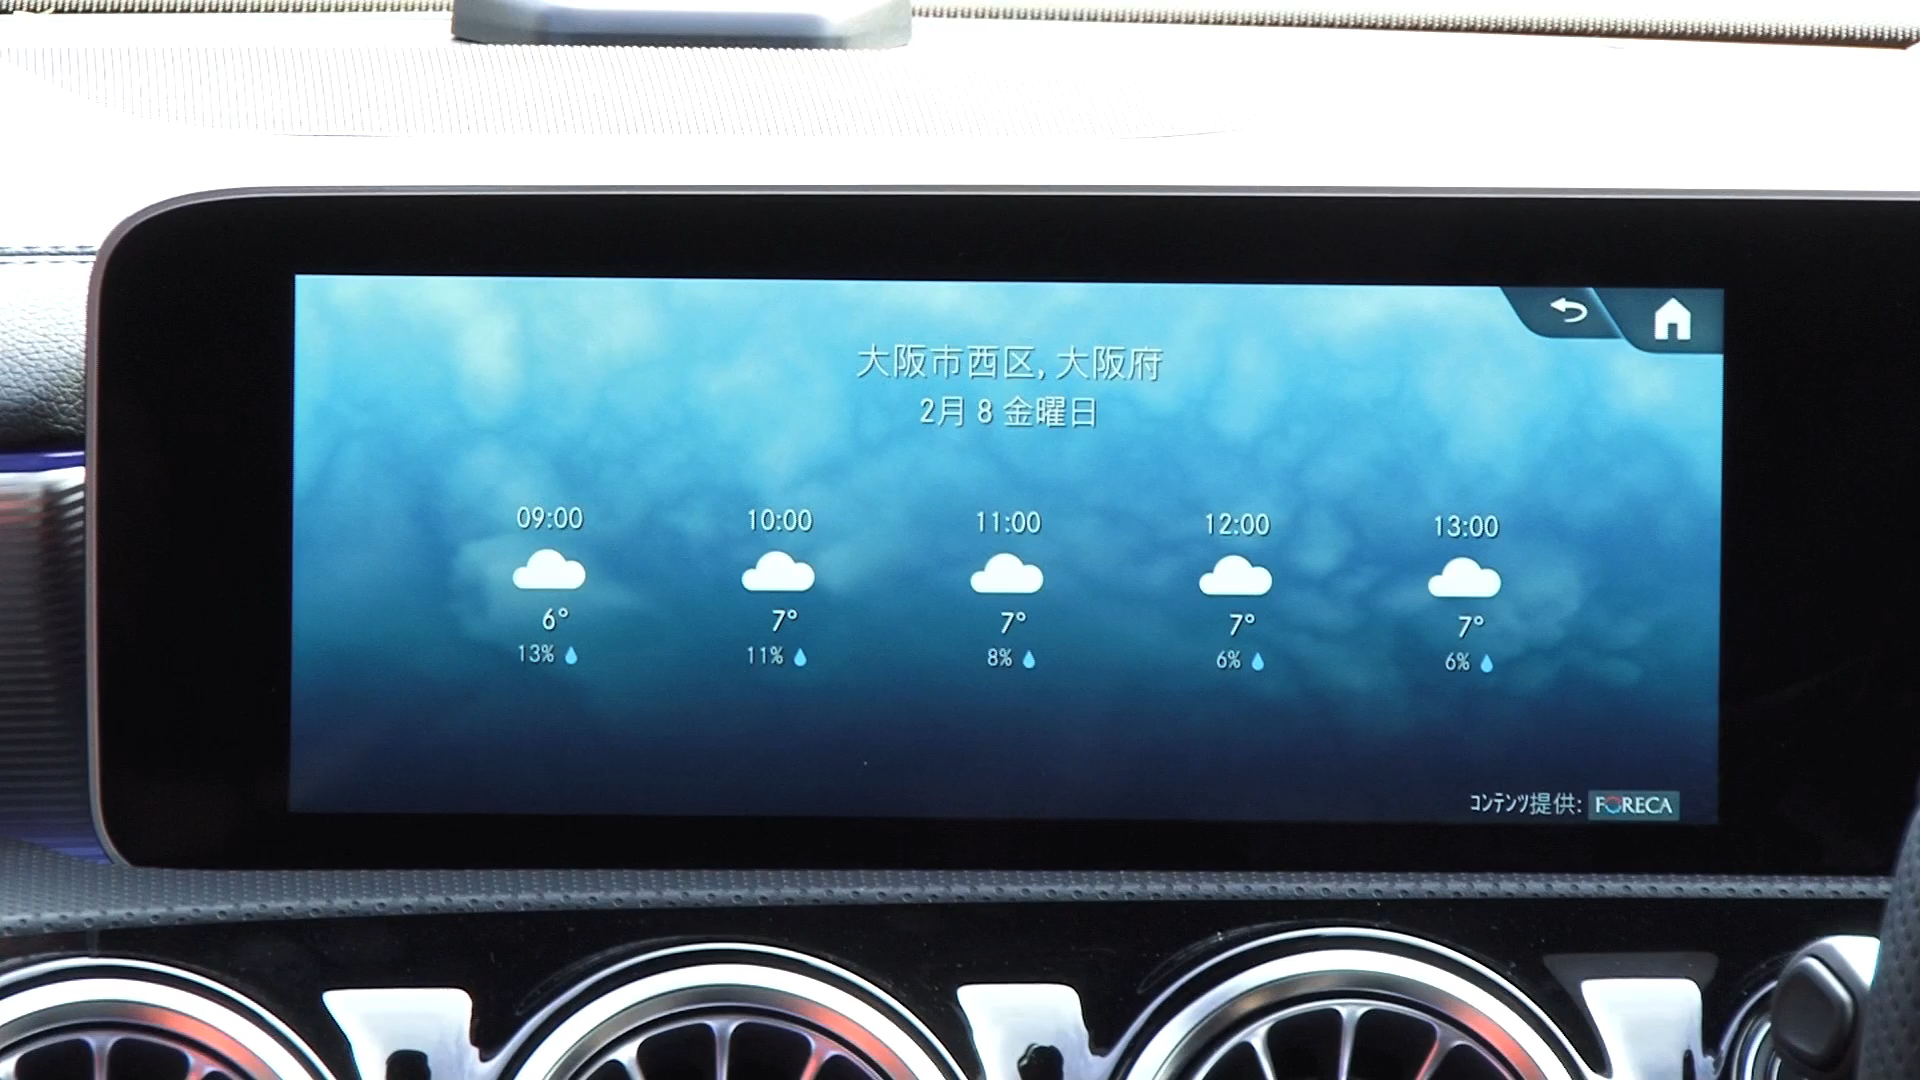 大阪市西区, 大阪府
2月 8 金曜日
09:00 10:00 11:00 12:00 13:00
6° 7° 7° 7° 7°
13% 11% 8% 6% 6%
コンテンツ提供: FORECA